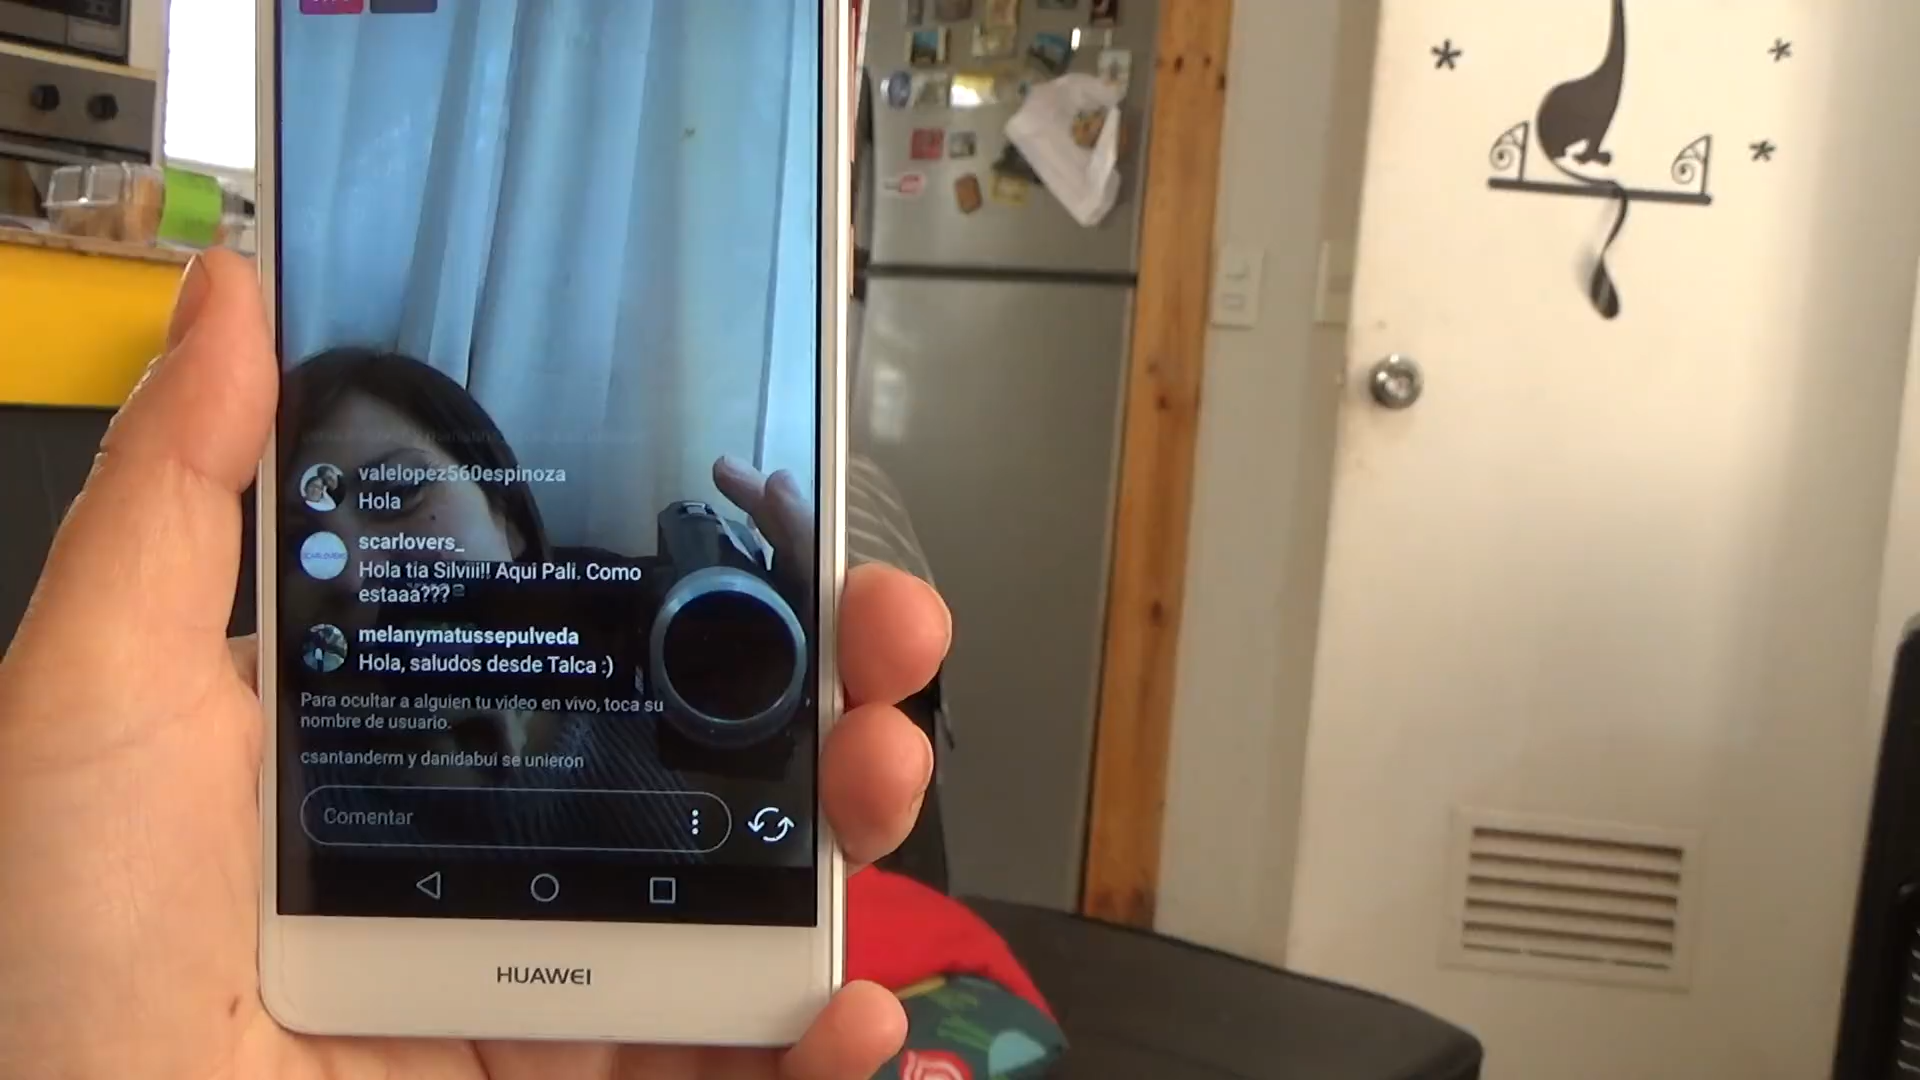 valelopez560espinoza
Hola
scarlovers_
Hola tia Silviii!! Aqui Pali. Como
estaaa???
melanymatussepulveda
Hola, saludos desde Talca :)
Para ocultar a alguien tu video en vivo, toca su
nombre de usuario.
csantanderm y danidabui se unieron
Comentar
HUAWEI